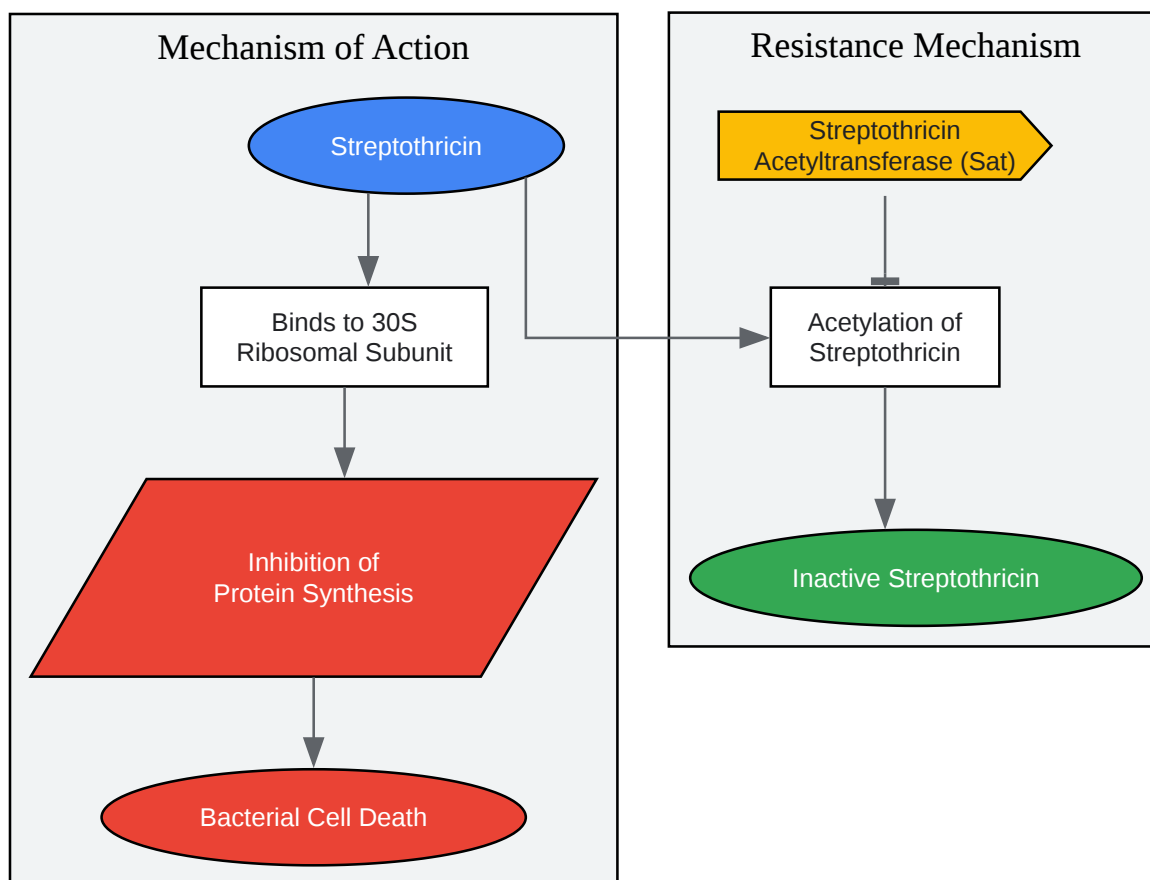 Mechanism of Action
Streptothricin
Binds to 30S
Ribosomal Subunit
Inhibition of
Protein Synthesis
Bacterial Cell Death
Resistance Mechanism
Streptothricin
Acetyltransferase (Sat)
Acetylation of
Streptothricin
Inactive Streptothricin